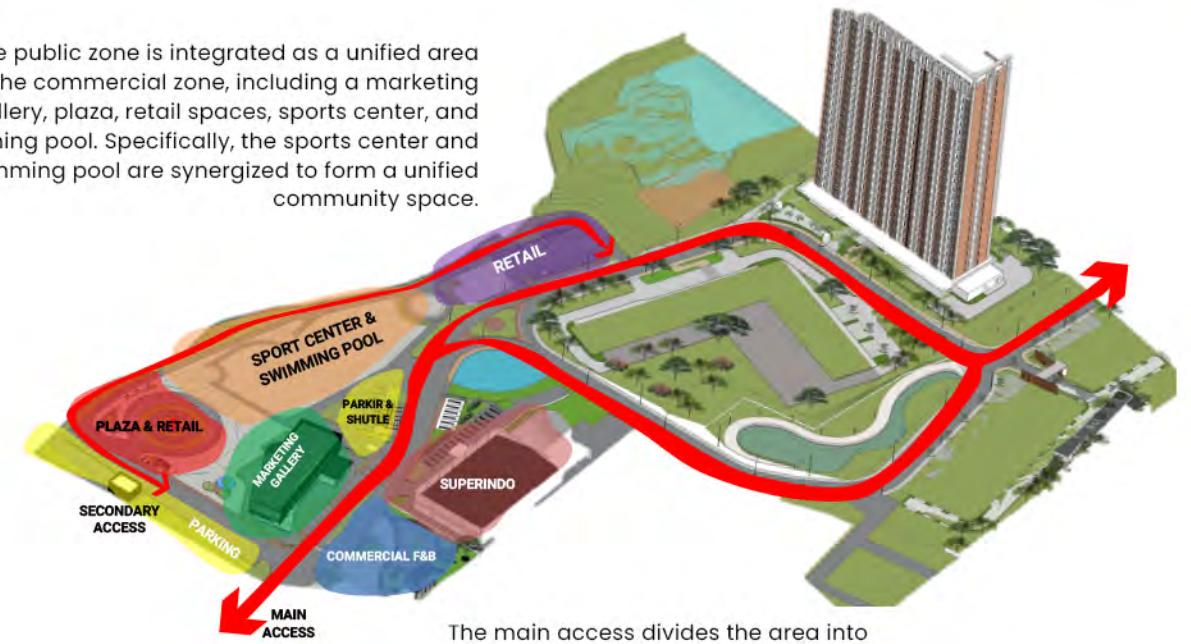 e public zone is integrated as a unified area
he commercial zone, including a marketing
llery, plaza, retail spaces, sports center, and
ning pool. Specifically, the sports center and
nming pool are synergized to form a unified
community space.
RETAIL
SPORT CENTER &
SWIMMING POOL
PARKIR &
SHUTLE
PLAZA & RETAIL
MARKETING
GALLERY
SUPERINDO
SECONDARY
ACCESS
PARKING
COMMERCIAL F&B
MAIN
ACCESS
The main access divides the area into